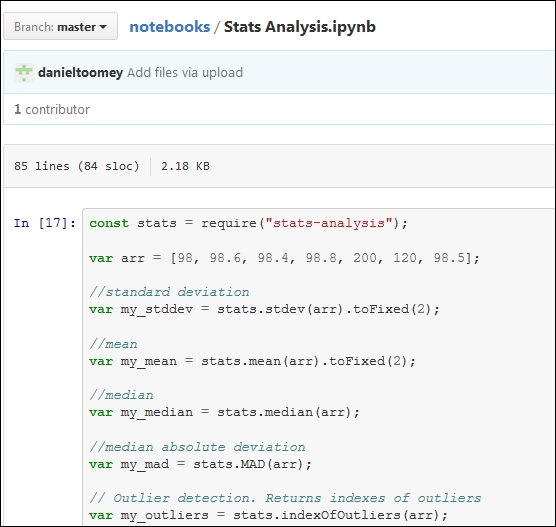 Branch: master notebooks / Stats Analysis.ipynb
danieltoomey Add files via upload
1 contributor
85 lines (84 sloc) 2.18 KB
In [17]: const stats = require("stats-analysis");
var arr = [98, 98.6, 98.4, 98.8, 200, 120, 98.5];
//standard deviation
var my_stddev = stats.stdev(arr).toFixed(2);
//mean
var my_mean = stats.mean(arr).toFixed(2);
//median
var my_median = stats.median(arr);
//median absolute deviation
var my_mad = stats.MAD(arr);
// Outlier detection. Returns indexes of outliers
var my_outliers = stats.indexOfOutliers(arr);